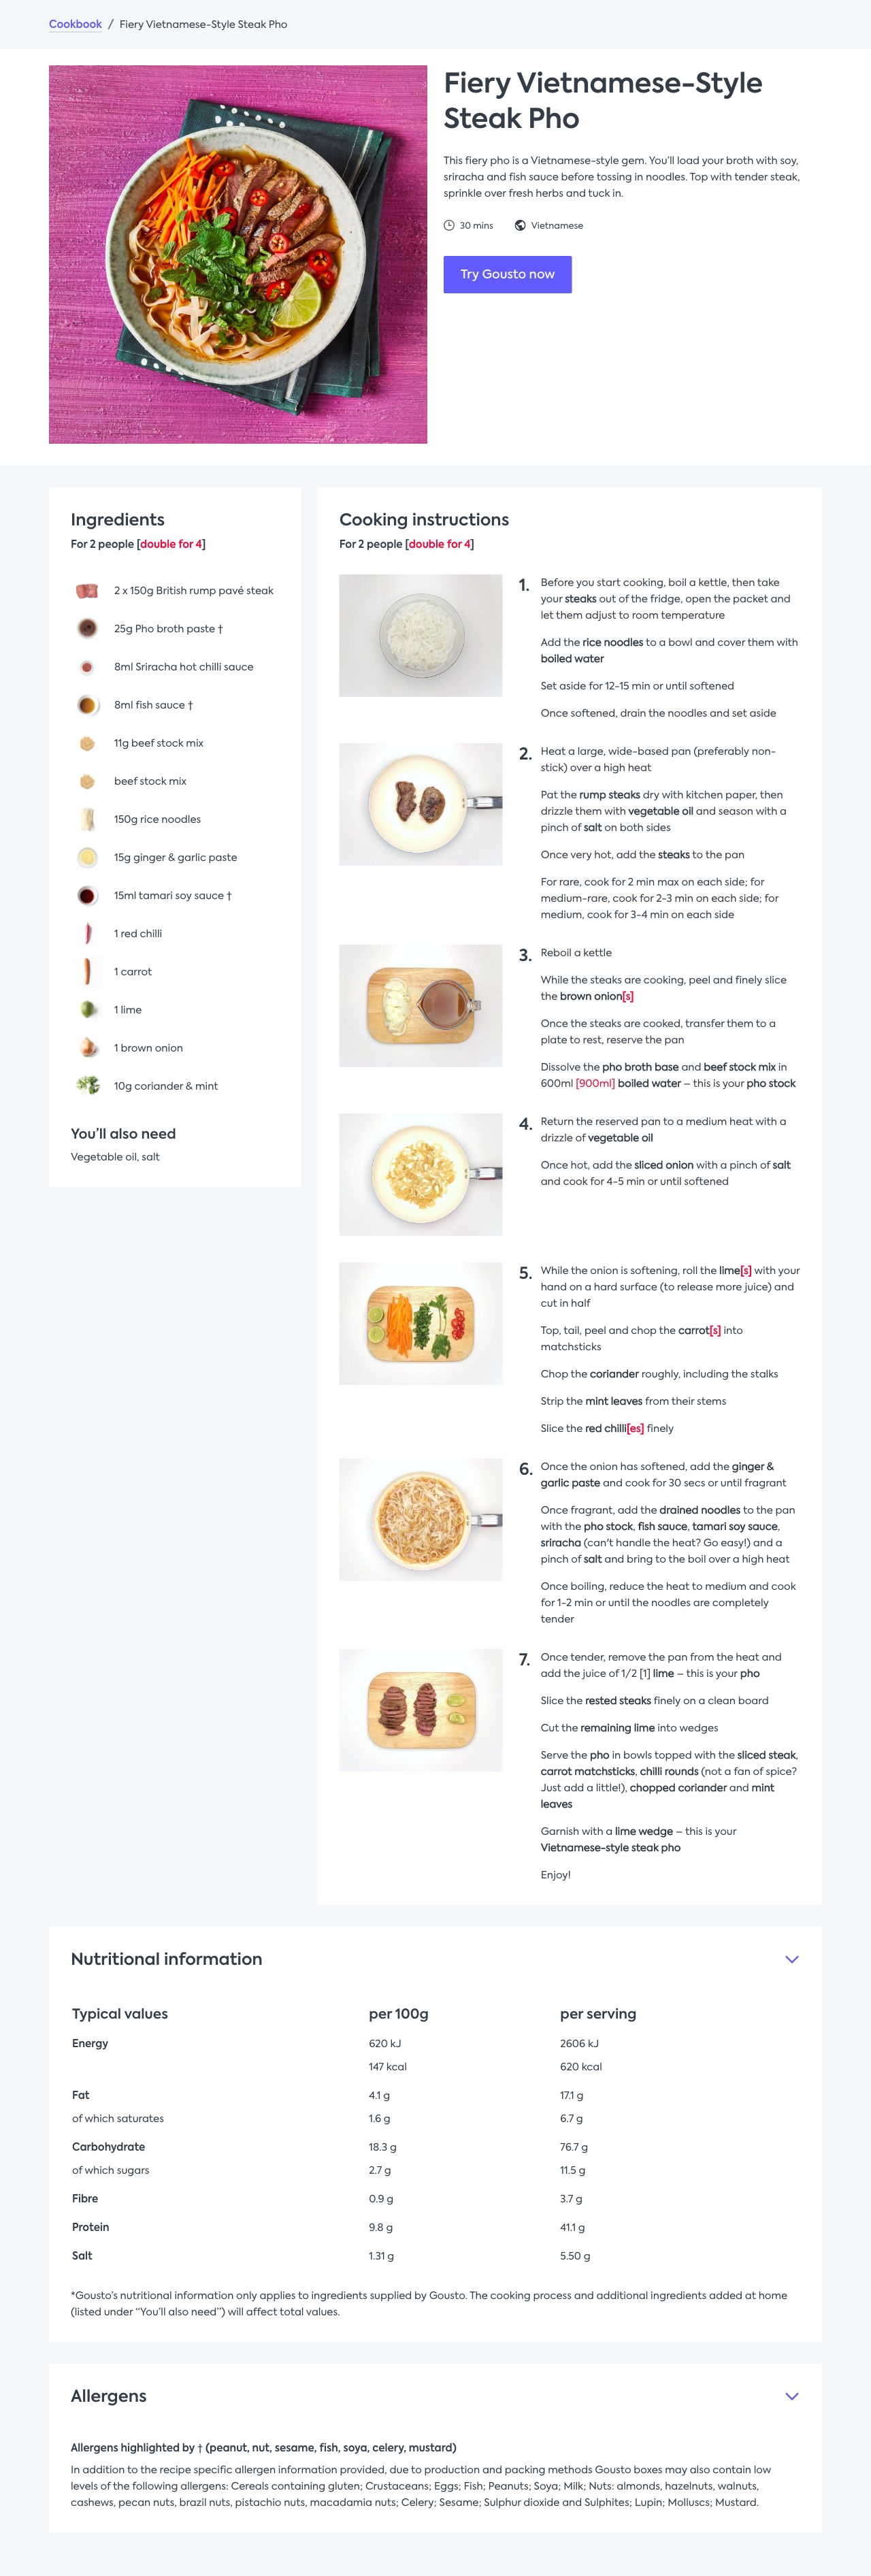 Cookbook / Fiery Vietnamese-Style Steak Pho
Fiery Vietnamese-Style
Steak Pho
This fiery pho is a Vietnamese-style gem. You'll load your broth with soy,
sriracha and fish sauce before tossing in noodles. Top with tender steak,
sprinkle over fresh herbs and tuck in.
30 mins Vietnamese
Try Gousto now
Ingredients
For 2 people [double for 4]
2 x 150g British rump pavé steak
25g Pho broth paste †
8ml Sriracha hot chilli sauce
8ml fish sauce †
11g beef stock mix
beef stock mix
150g rice noodles
15g ginger & garlic paste
15ml tamari soy sauce †
1 red chilli
1 carrot
1 lime
1 brown onion
10g coriander & mint
You'll also need
Vegetable oil, salt
Cooking instructions
For 2 people [double for 4]
1. Before you start cooking, boil a kettle, then take
your steaks out of the fridge, open the packet and
let them adjust to room temperature
Add the rice noodles to a bowl and cover them with
boiled water
Set aside for 12-15 min or until softened
Once softened, drain the noodles and set aside
2. Heat a large, wide-based pan (preferably non-
stick) over a high heat
Pat the rump steaks dry with kitchen paper, then
drizzle them with vegetable oil and season with a
pinch of salt on both sides
Once very hot, add the steaks to the pan
For rare, cook for 2 min max on each side; for
medium-rare, cook for 2-3 min on each side; for
medium, cook for 3-4 min on each side
3. Reboil a kettle
While the steaks are cooking, peel and finely slice
the brown onion[s]
Once the steaks are cooked, transfer them to a
plate to rest, reserve the pan
Dissolve the pho broth base and beef stock mix in
600ml [900ml] boiled water – this is your pho stock
4. Return the reserved pan to a medium heat with a
drizzle of vegetable oil
Once hot, add the sliced onion with a pinch of salt
and cook for 4-5 min or until softened
5. While the onion is softening, roll the lime[s] with your
hand on a hard surface (to release more juice) and
cut in half
Top, tail, peel and chop the carrot[s] into
matchsticks
Chop the coriander roughly, including the stalks
Strip the mint leaves from their stems
Slice the red chilli[es] finely
6. Once the onion has softened, add the ginger &
garlic paste and cook for 30 secs or until fragrant
Once fragrant, add the drained noodles to the pan
with the pho stock, fish sauce, tamari soy sauce,
sriracha (can't handle the heat? Go easy!) and a
pinch of salt and bring to the boil over a high heat
Once boiling, reduce the heat to medium and cook
for 1-2 min or until the noodles are completely
tender
7. Once tender, remove the pan from the heat and
add the juice of 1/2 [1] lime – this is your pho
Slice the rested steaks finely on a clean board
Cut the remaining lime into wedges
Serve the pho in bowls topped with the sliced steak,
carrot matchsticks, chilli rounds (not a fan of spice?
Just add a little!), chopped coriander and mint
leaves
Garnish with a lime wedge – this is your
Vietnamese-style steak pho
Enjoy!
Nutritional information
Typical values per 100g per serving
Energy 620 kJ 2606 kJ
147 kcal 620 kcal
Fat 4.1 g 17.1 g
of which saturates 1.6 g 6.7 g
Carbohydrate 18.3 g 76.7 g
of which sugars 2.7 g 11.5 g
Fibre 0.9 g 3.7 g
Protein 9.8 g 41.1 g
Salt 1.31 g 5.50 g
*Gousto's nutritional information only applies to ingredients supplied by Gousto. The cooking process and additional ingredients added at home
(listed under "You'll also need") will affect total values.
Allergens
Allergens highlighted by † (peanut, nut, sesame, fish, soya, celery, mustard)
In addition to the recipe specific allergen information provided, due to production and packing methods Gousto boxes may also contain low
levels of the following allergens: Cereals containing gluten; Crustaceans; Eggs; Fish; Peanuts; Soya; Milk; Nuts: almonds, hazelnuts, walnuts,
cashews, pecan nuts, brazil nuts, pistachio nuts, macadamia nuts; Celery; Sesame; Sulphur dioxide and Sulphites; Lupin; Molluscs; Mustard.